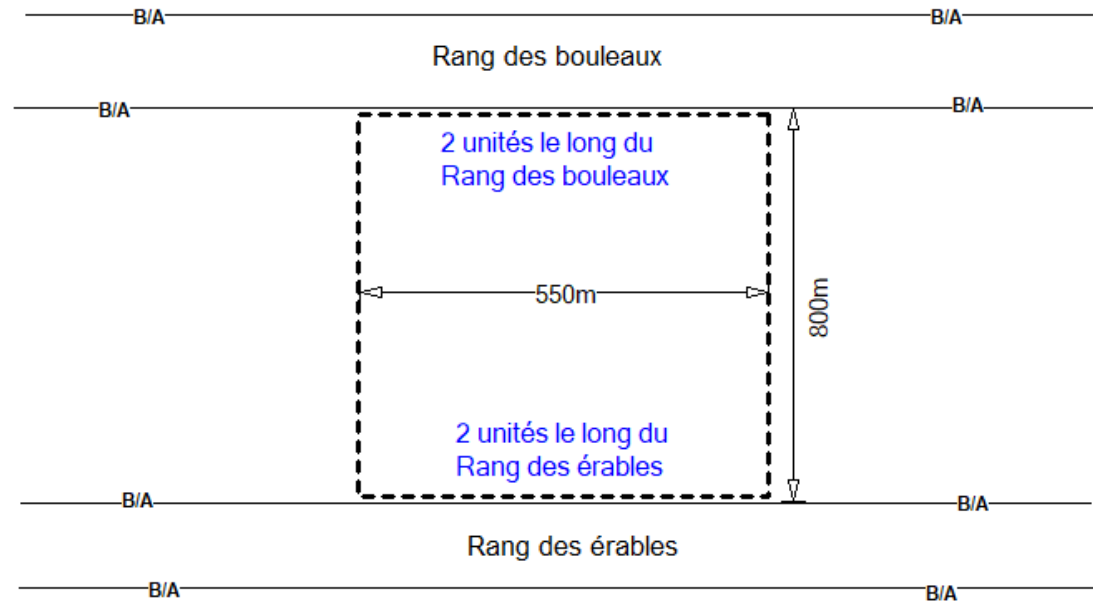 B/A B/A
Rang des bouleaux
B/A B/A
2 unités le long du
Rang des bouleaux
550m
800m
2 unités le long du
Rang des érables
B/A B/A
Rang des érables
B/A B/A